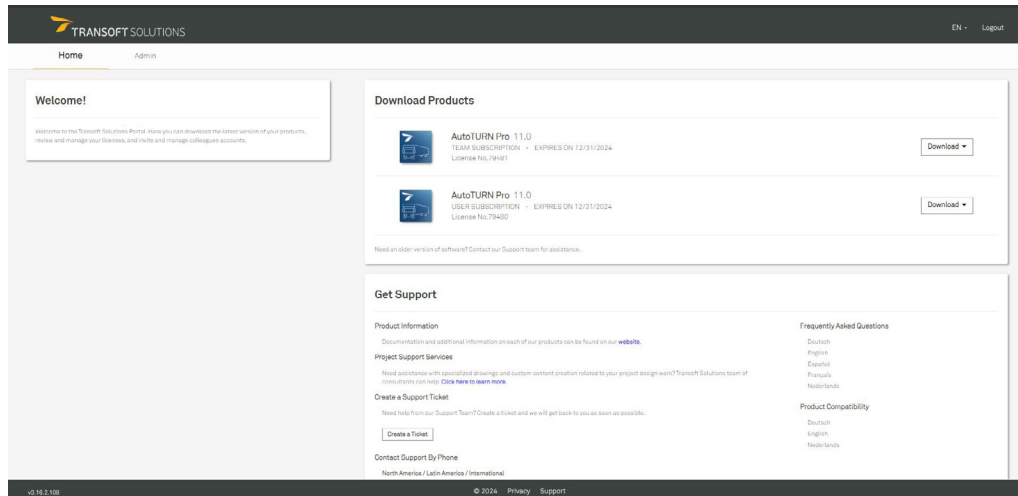 TRANSOFT SOLUTIONS
EN
Logout
Home
Admin
Welcome!
Welcome to the Transoft Solutions Portal. Here you can download the latest version of your products,
review and manage your licenses, and invite and manage colleagues accounts.
Download Products
AutoTURN Pro 11.0
TEAM SUBSCRIPTION • EXPIRES ON 12/31/2024
License No.79481
Download
AutoTURN Pro 11.0
USER SUBSCRIPTION • EXPIRES ON 12/31/2024
License No.79480
Download
Need an older version of software? Contact our Support team for assistance.
Get Support
Product Information
Documentation and additional information on each of our products can be found on our website.
Project Support Services
Need assistance with specialized drawings and custom content creation related to your project design work? Transoft Solutions team of
consultants can help. Click here to learn more.
Create a Support Ticket
Need help from our Support Team? Create a ticket and we will get back to you as soon as possible.
Create a Ticket
Contact Support By Phone
North America / Latin America / International
Frequently Asked Questions
Deutsch
English
Español
Français
Nederlands
Product Compatibility
Deutsch
English
Nederlands
v3.16.2.108
© 2024 Privacy Support